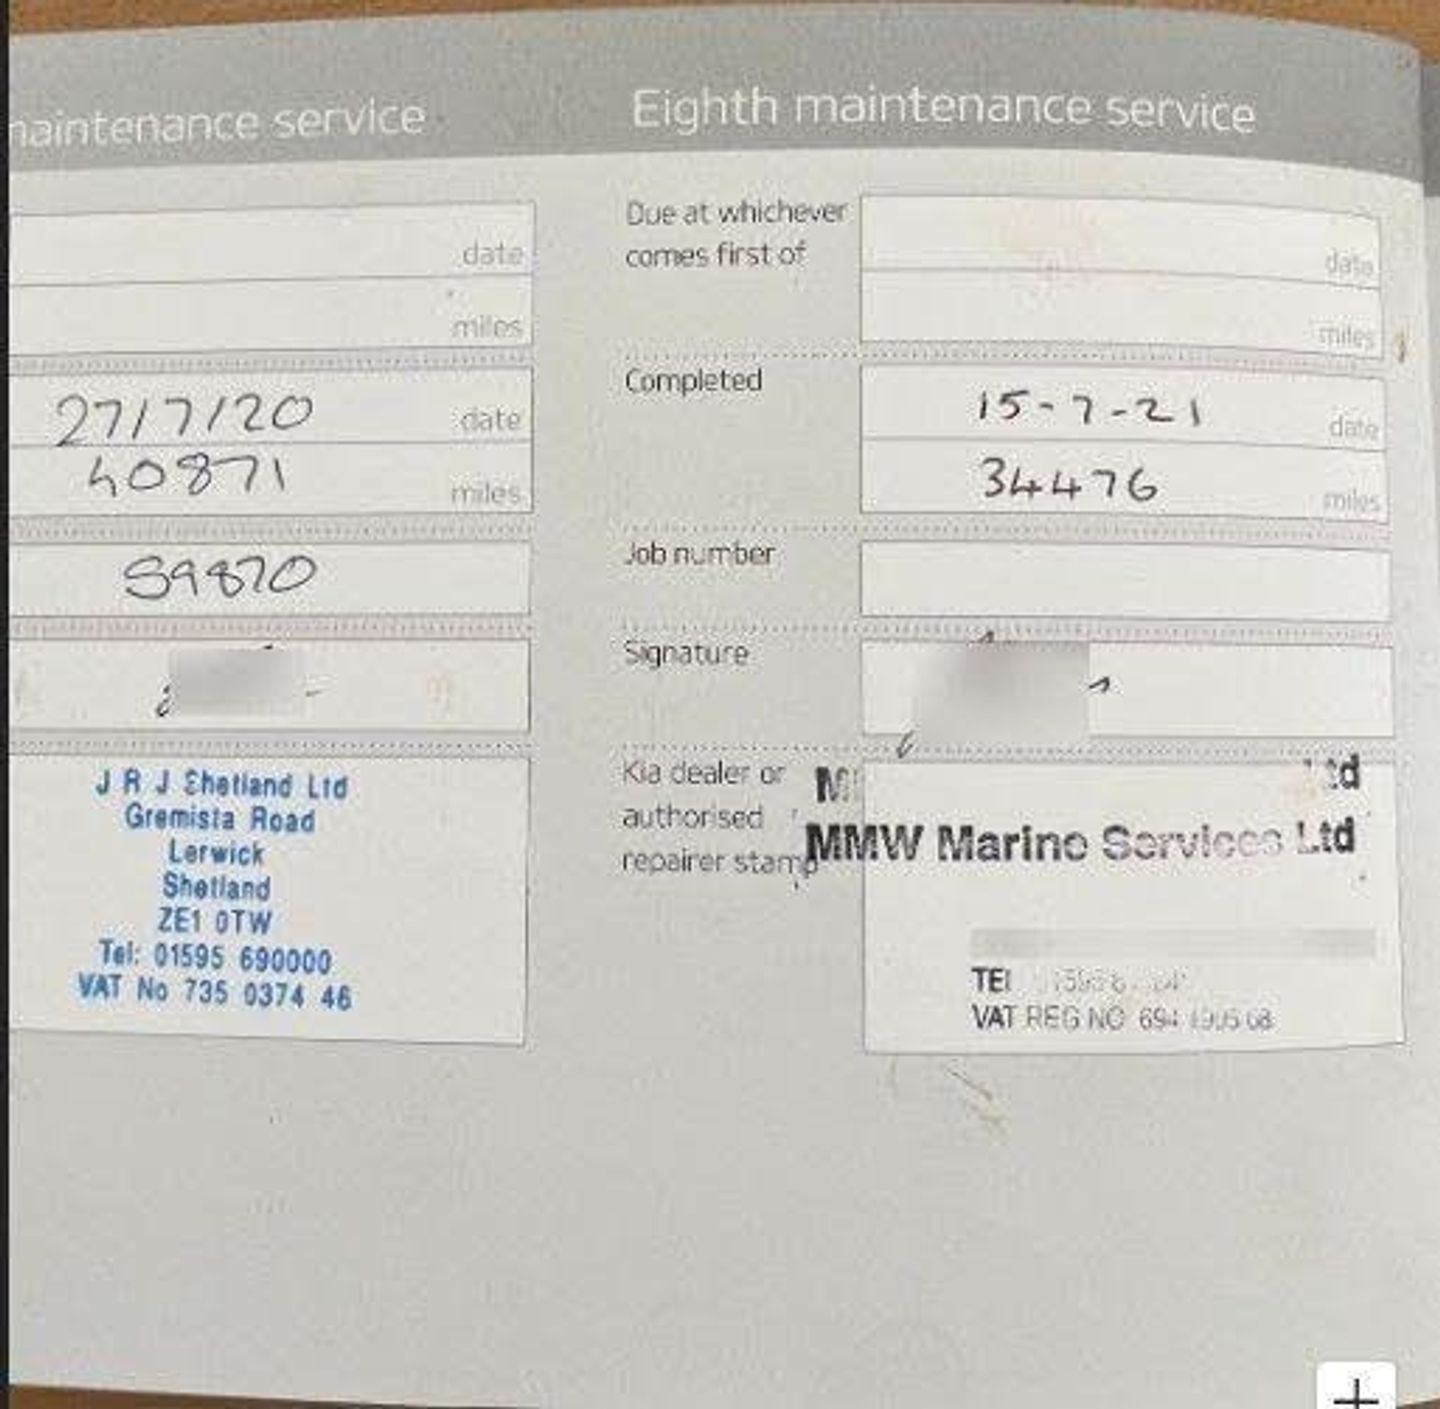 maintenance service
date
miles
27/7/20 date
40871 miles
S9870
J R J Shetland Ltd
Gremista Road
Lerwick
Shetland
ZE1 0TW
Tel: 01595 690000
VAT No 735 0374 46
Eighth maintenance service
Due at whichever
comes first of
date
miles
Completed
15-7-21 date
34476 miles
Job number
Signature
Kia dealer or
authorised
repairer stamp
Ltd
MMW Marine Services Ltd
TEL
VAT REG NO 694